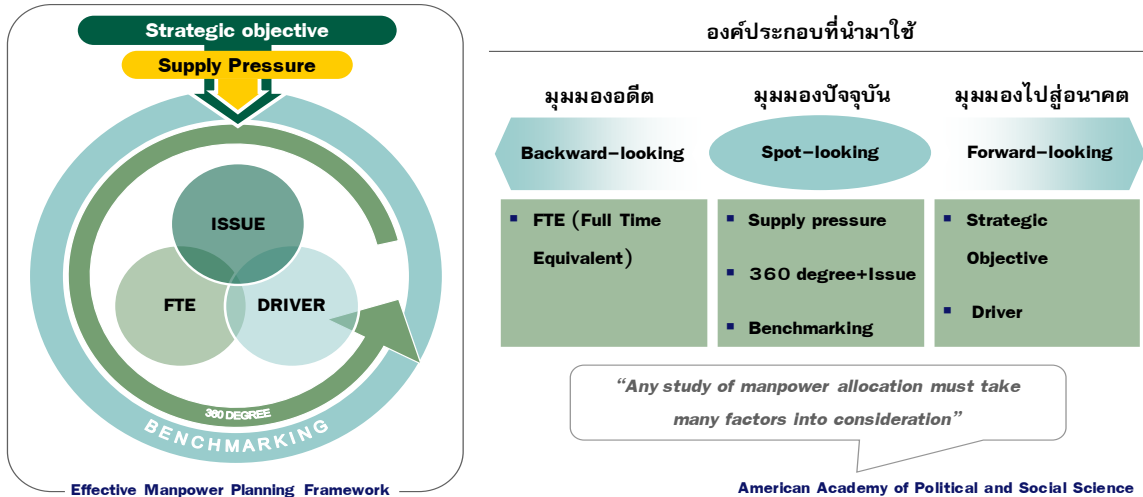 Strategic objective
Supply Pressure
ISSUE
FTE
DRIVER
360 DEGREE
BENCHMARKING
Effective Manpower Planning Framework
องค์ประกอบที่นำมาใช้
มุมมองอดีต
มุมมองปัจจุบัน
มุมมองไปสู่อนาคต
Backward-looking
Spot-looking
Forward-looking
▪ FTE (Full Time
Equivalent)
▪ Supply pressure
▪ 360 degree+Issue
▪ Benchmarking
▪ Strategic
Objective
▪ Driver
“Any study of manpower allocation must take
many factors into consideration”
American Academy of Political and Social Science